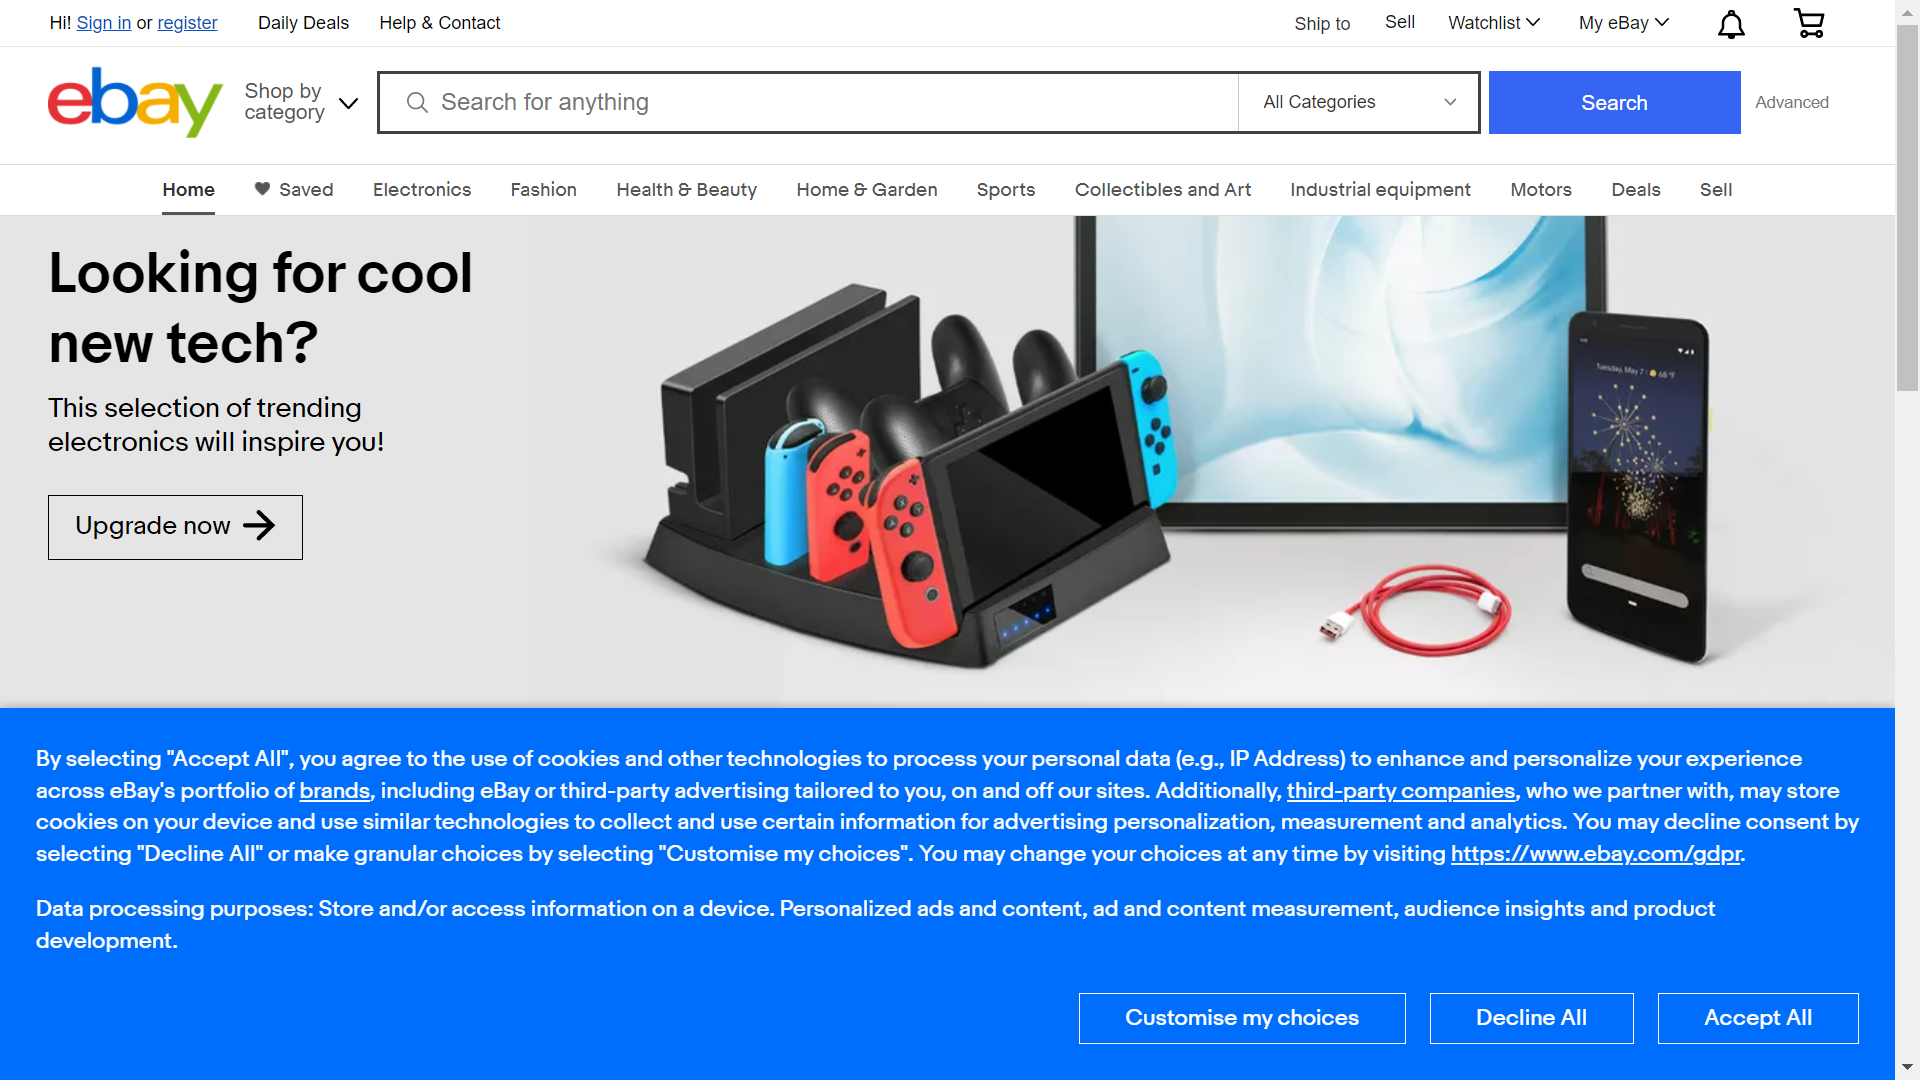 Hi! Sign in or register Daily Deals Help & Contact Ship to Sell Watchlist My eBay
ebay Shop by category Search for anything All Categories Search Advanced
Home Saved Electronics Fashion Health & Beauty Home & Garden Sports Collectibles and Art Industrial equipment Motors Deals Sell
Looking for cool
new tech?
This selection of trending
electronics will inspire you!
Upgrade now
Tuesday, May 7 | 68 °F
By selecting "Accept All", you agree to the use of cookies and other technologies to process your personal data (e.g., IP Address) to enhance and personalize your experience
across eBay's portfolio of brands, including eBay or third-party advertising tailored to you, on and off our sites. Additionally, third-party companies, who we partner with, may store
cookies on your device and use similar technologies to collect and use certain information for advertising personalization, measurement and analytics. You may decline consent by
selecting "Decline All" or make granular choices by selecting "Customise my choices". You may change your choices at any time by visiting https://www.ebay.com/gdpr.
Data processing purposes: Store and/or access information on a device. Personalized ads and content, ad and content measurement, audience insights and product
development.
Customise my choices Decline All Accept All